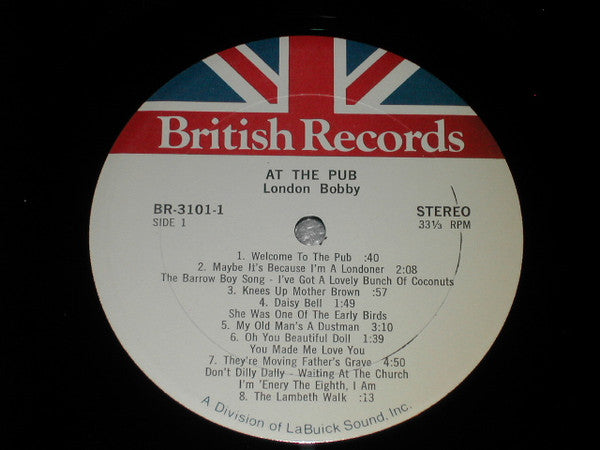 British Records
AT THE PUB
London Bobby
BR-3101-1
SIDE 1
STEREO
33⅓ RPM
1. Welcome To The Pub :40
2. Maybe It's Because I'm A Londoner 2:08
The Barrow Boy Song - I've Got A Lovely Bunch Of Coconuts
3. Knees Up Mother Brown :57
4. Daisy Bell 1:49
She Was One Of The Early Birds
5. My Old Man's A Dustman 3:10
6. Oh You Beautiful Doll 1:39
You Made Me Love You
7. They're Moving Father's Grave 4:50
Don't Dilly Dally - Waiting At The Church
I'm 'Enery The Eighth, I Am
8. The Lambeth Walk :13
A Division of LaBuick Sound, Inc.